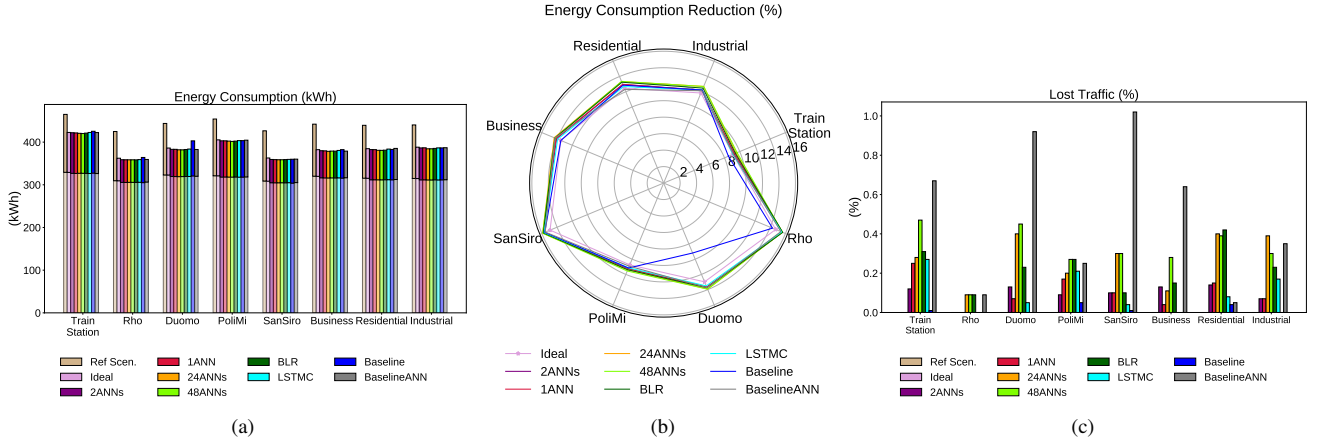 Energy Consumption (kWh)
(kWh)
400
300
200
100
0
Train
Station
Rho
Duomo
PoliMi
SanSiro
Business
Residential
Industrial
Ref Scen.
Ideal
2ANNs
1ANN
24ANNs
48ANNs
BLR
LSTMC
Baseline
BaselineANN
(a)
Energy Consumption Reduction (%)
Residential
Industrial
Business
Train
Station
2 4 6 8 10 12 14 16
SanSiro
Rho
PoliMi
Duomo
Ideal
2ANNs
1ANN
24ANNs
48ANNs
BLR
LSTMC
Baseline
BaselineANN
(b)
Lost Traffic (%)
(%)
1.0
0.8
0.6
0.4
0.2
0.0
Train
Station
Rho
Duomo
PoliMi
SanSiro
Business
Residential
Industrial
Ref Scen.
Ideal
2ANNs
1ANN
24ANNs
48ANNs
BLR
LSTMC
Baseline
BaselineANN
(c)